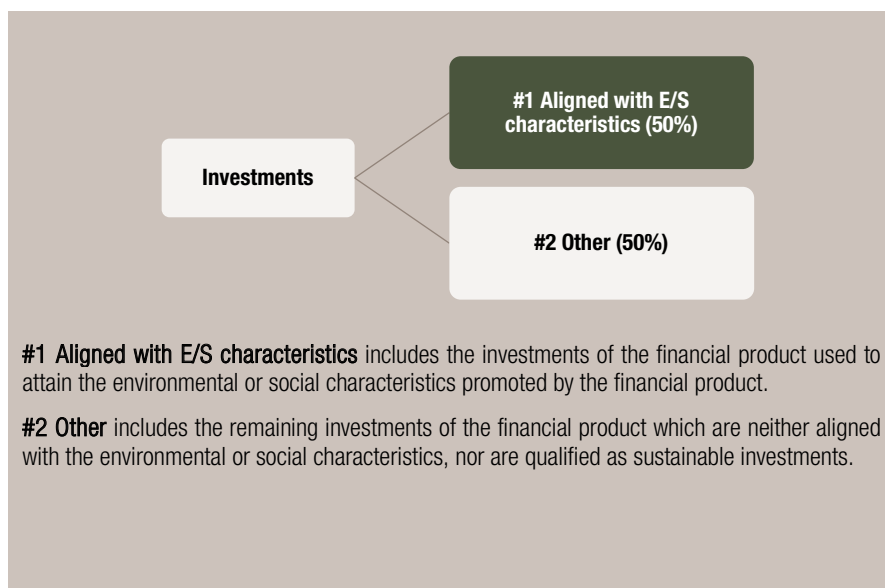 #1 Aligned with E/S
characteristics (50%)
Investments
#2 Other (50%)
#1 Aligned with E/S characteristics includes the investments of the financial product used to
attain the environmental or social characteristics promoted by the financial product.
#2 Other includes the remaining investments of the financial product which are neither aligned
with the environmental or social characteristics, nor are qualified as sustainable investments.